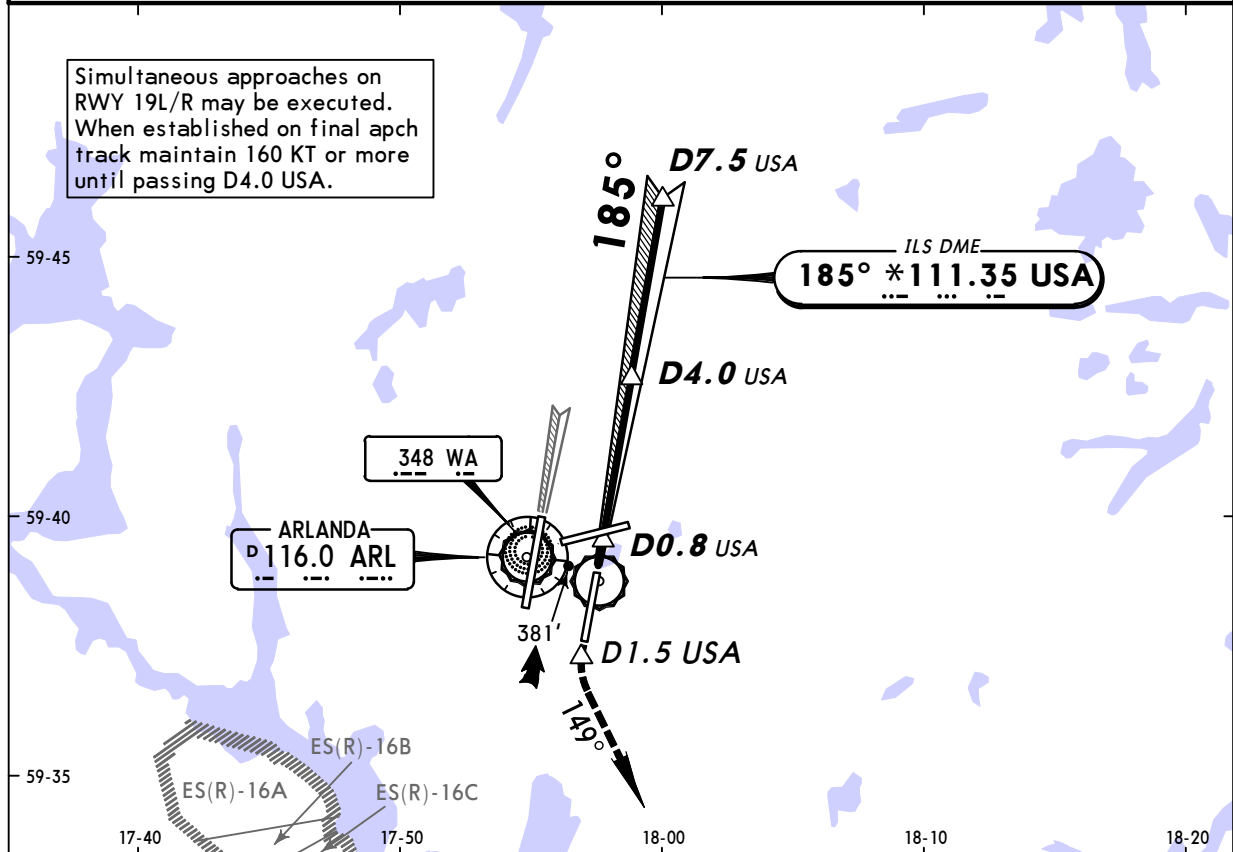 Simultaneous approaches on
RWY 19L/R may be executed.
When established on final apch
track maintain 160 KT or more
until passing D4.0 USA.
185°
D7.5 USA
59-45
ILS DME
185° *111.35 USA
D4.0 USA
348 WA
59-40
ARLANDA
D 116.0 ARL
D0.8 USA
381'
D1.5 USA
149°
ES(R)-16B
59-35
ES(R)-16A
ES(R)-16C
17-40
17-50
18-00
18-10
18-20